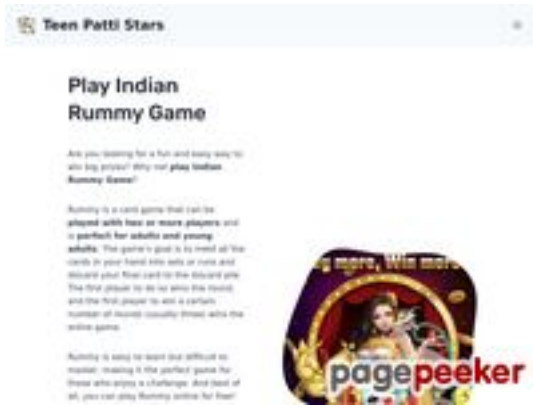 Teen Patti Stars
Play Indian
Rummy Game
Are you looking for a fun and easy way to
win big prizes? Why not play Indian
Rummy Game?
Rummy is a card game that can be
played with two or more players and
is perfect for adults and young
adults. The game's goal is to meld all the
cards in your hand into sets or runs and
discard your final card to the discard pile.
The first player to do so wins the round,
and the first player to win a certain
number of rounds (usually three) wins the
entire game.
Rummy is easy to learn but difficult to
master, making it the perfect game for
those who enjoy a challenge. And best of
all, you can play Rummy online for free!
more, Win more
pagepeeker